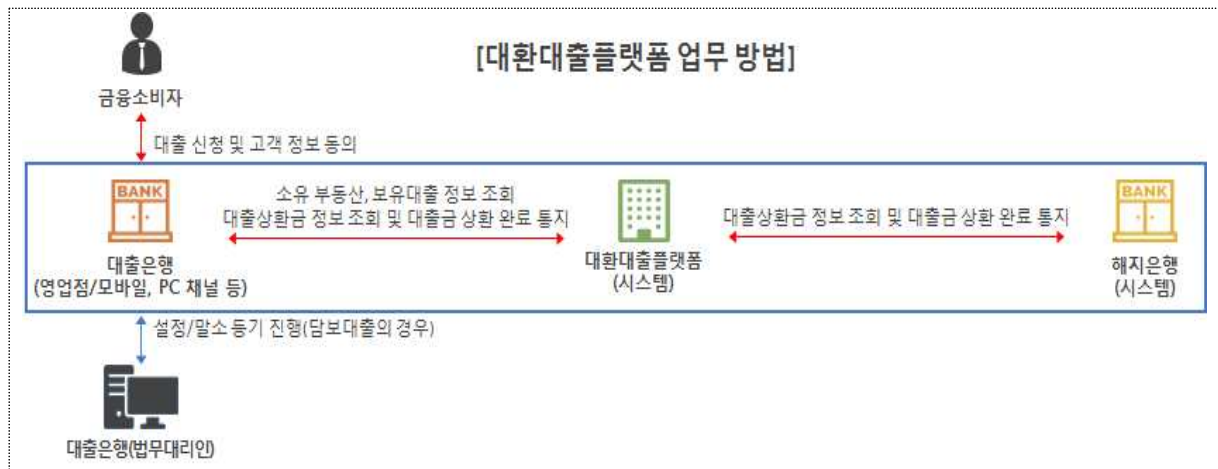 [대환대출플랫폼 업무 방법]
금융소비자
대출 신청 및 고객 정보 동의
BANK
대출은행
(영업점/모바일, PC 채널 등)
소유 부동산, 보유대출 정보 조회
대출상환금 정보 조회 및 대출금 상환 완료 통지
대환대출플랫폼
(시스템)
대출상환금 정보 조회 및 대출금 상환 완료 통지
BANK
해지은행
(시스템)
설정/말소 등기 진행(담보대출의 경우)
대출은행(법무대리인)